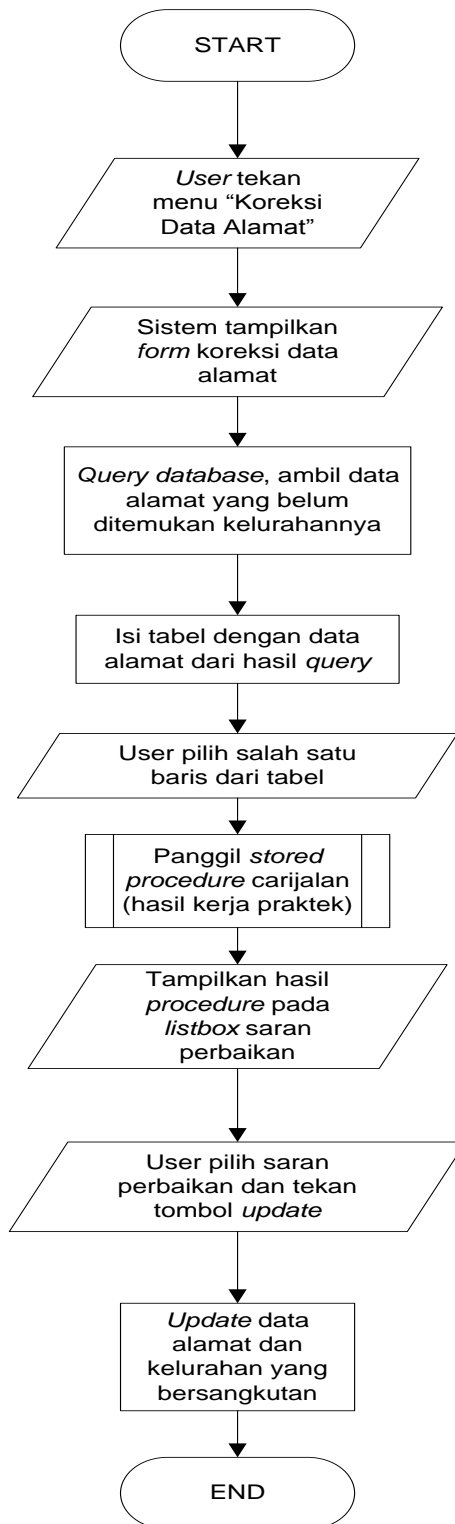 START
User tekan
menu “Koreksi
Data Alamat”
Sistem tampilkan
form koreksi data
alamat
Query database, ambil data
alamat yang belum
ditemukan kelurahannya
Isi tabel dengan data
alamat dari hasil query
User pilih salah satu
baris dari tabel
Panggil stored
procedure carijalan
(hasil kerja praktek)
Tampilkan hasil
procedure pada
listbox saran
perbaikan
User pilih saran
perbaikan dan tekan
tombol update
Update data
alamat dan
kelurahan yang
bersangkutan
END